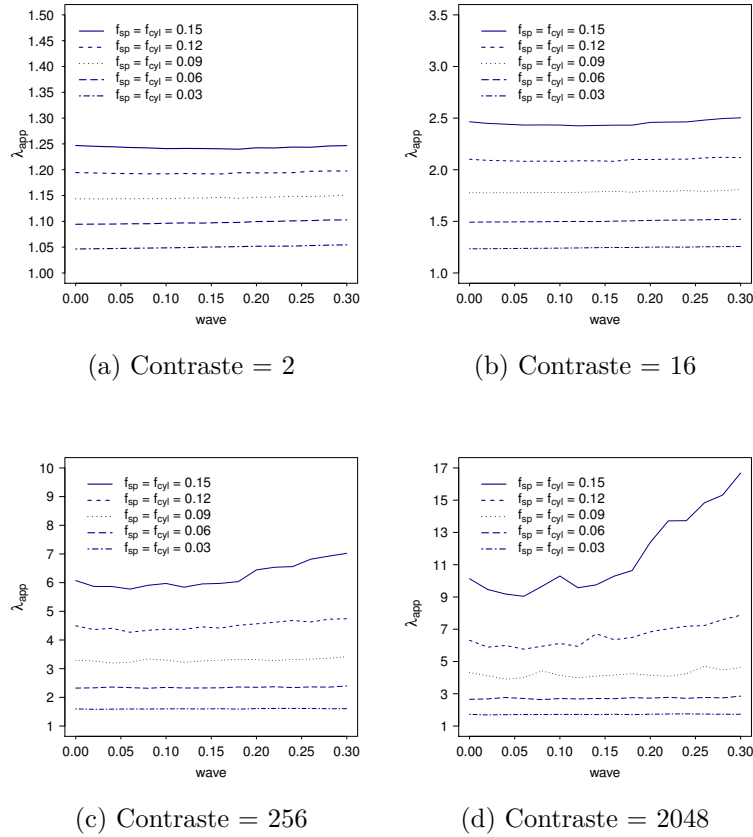 1.50
1.45
1.40
1.35
1.30
1.25
1.20
1.15
1.10
1.05
1.00
λapp
fsp = fcyl = 0.15
fsp = fcyl = 0.12
fsp = fcyl = 0.09
fsp = fcyl = 0.06
fsp = fcyl = 0.03
0.00 0.05 0.10 0.15 0.20 0.25 0.30
wave
(a) Contraste = 2
3.5
3.0
2.5
2.0
1.5
1.0
λapp
fsp = fcyl = 0.15
fsp = fcyl = 0.12
fsp = fcyl = 0.09
fsp = fcyl = 0.06
fsp = fcyl = 0.03
0.00 0.05 0.10 0.15 0.20 0.25 0.30
wave
(b) Contraste = 16
10
9
8
7
6
5
4
3
2
1
λapp
fsp = fcyl = 0.15
fsp = fcyl = 0.12
fsp = fcyl = 0.09
fsp = fcyl = 0.06
fsp = fcyl = 0.03
0.00 0.05 0.10 0.15 0.20 0.25 0.30
wave
(c) Contraste = 256
17
15
13
11
9
7
5
3
1
λapp
fsp = fcyl = 0.15
fsp = fcyl = 0.12
fsp = fcyl = 0.09
fsp = fcyl = 0.06
fsp = fcyl = 0.03
0.00 0.05 0.10 0.15 0.20 0.25 0.30
wave
(d) Contraste = 2048